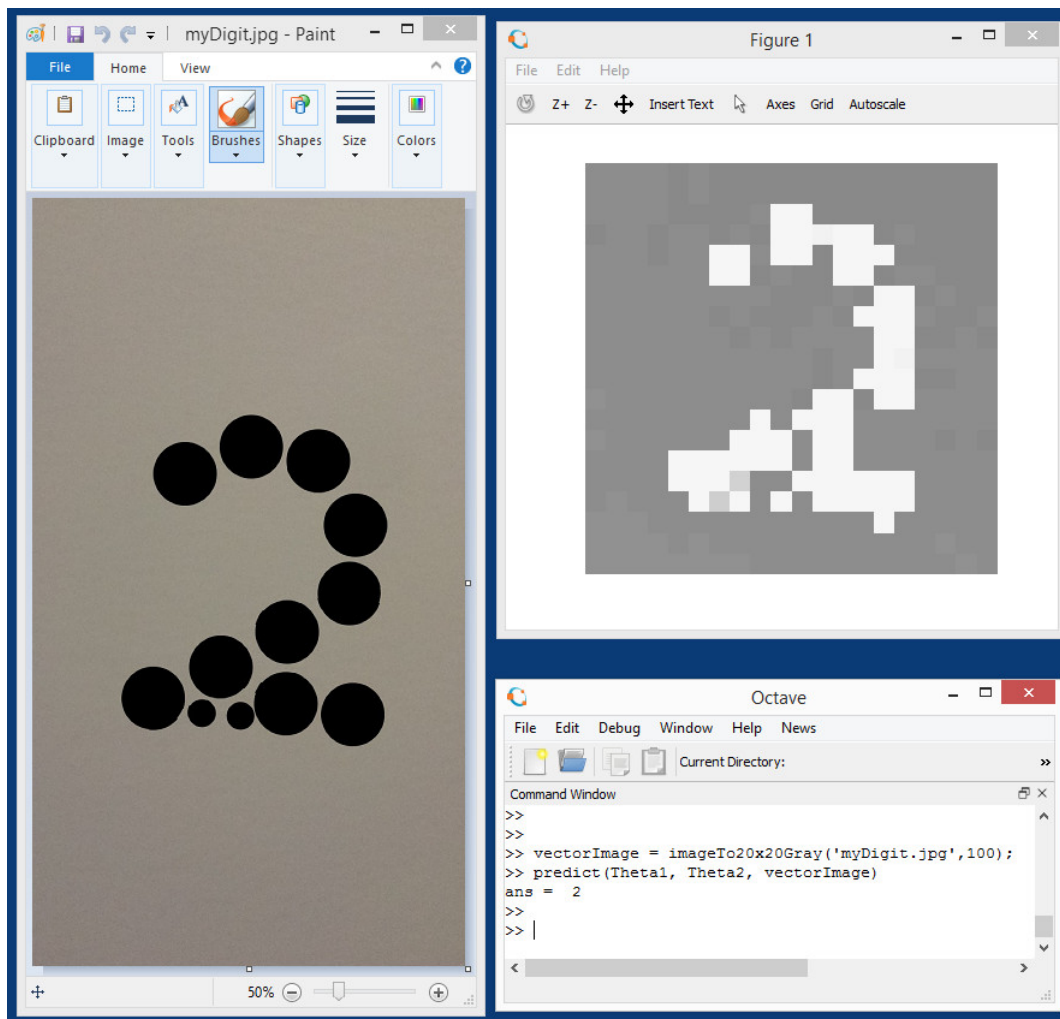 myDigit.jpg - Paint
File Home View
Clipboard Image Tools Brushes Shapes Size Colors
50%
Figure 1
File Edit Help
Z+ Z- Insert Text Axes Grid Autoscale
Octave
File Edit Debug Window Help News
Current Directory:
»
Command Window
>>
>>
>> vectorImage = imageTo20x20Gray('myDigit.jpg',100);
>> predict(Theta1, Theta2, vectorImage)
ans = 2
>>
>>